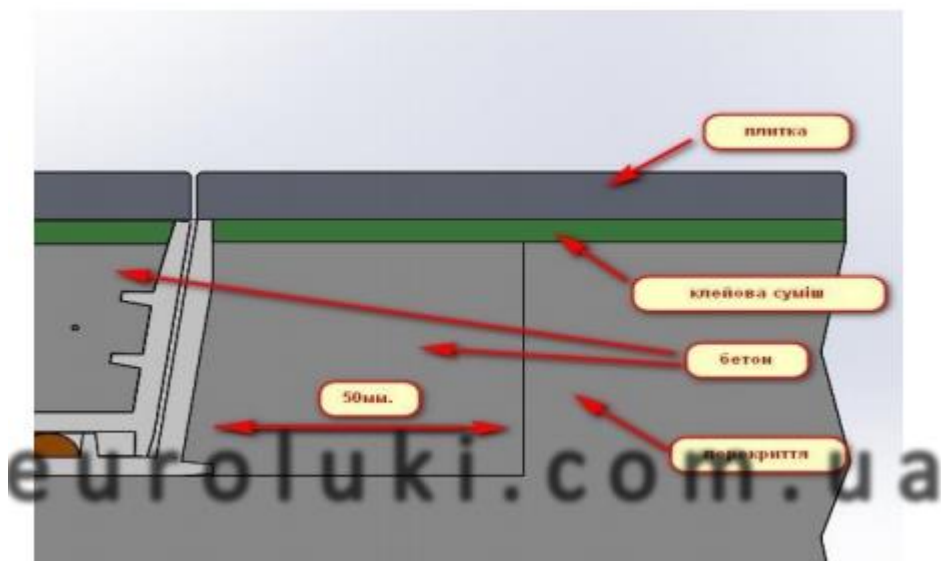 плитка
клейова суміш
бетон
50мм.
перекриття
euroluki.com.ua